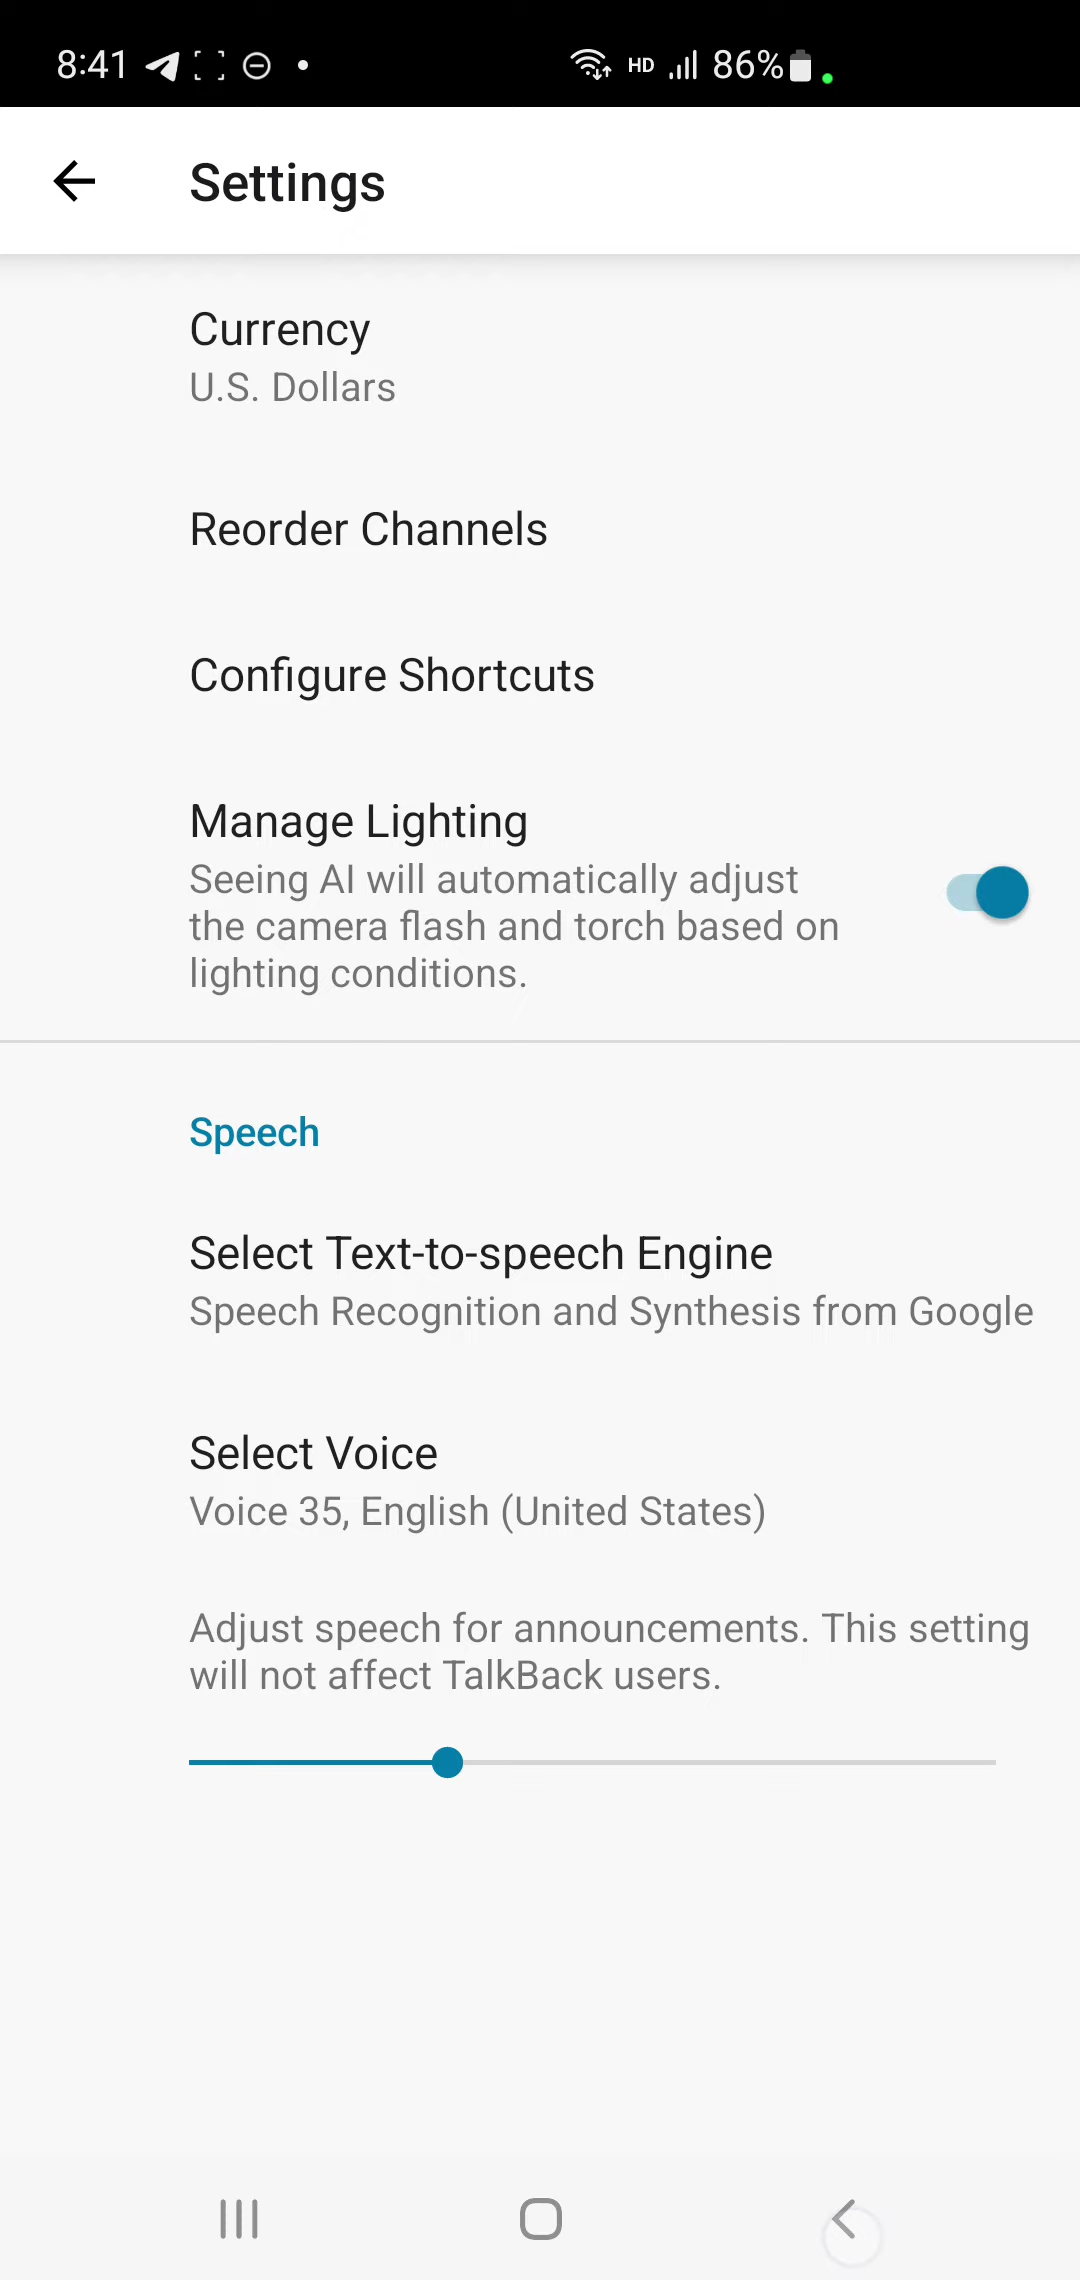 8:41
HD 86%
Settings
Currency
U.S. Dollars
Reorder Channels
Configure Shortcuts
Manage Lighting
Seeing AI will automatically adjust
the camera flash and torch based on
lighting conditions.
Speech
Select Text-to-speech Engine
Speech Recognition and Synthesis from Google
Select Voice
Voice 35, English (United States)
Adjust speech for announcements. This setting
will not affect TalkBack users.